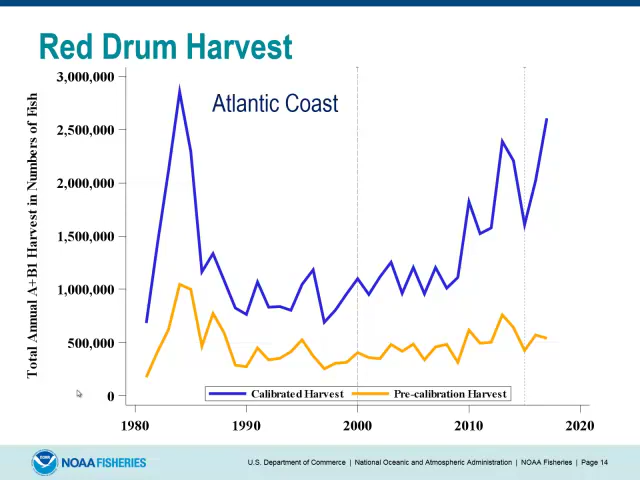 Red Drum Harvest
Atlantic Coast
Total Annual A+B1 Harvest in Numbers of Fish
3,000,000
2,500,000
2,000,000
1,500,000
1,000,000
500,000
0
Calibrated Harvest
Pre-calibration Harvest
1980
1990
2000
2010
2020
NOAA FISHERIES
U.S. Department of Commerce | National Oceanic and Atmospheric Administration | NOAA Fisheries | Page 14